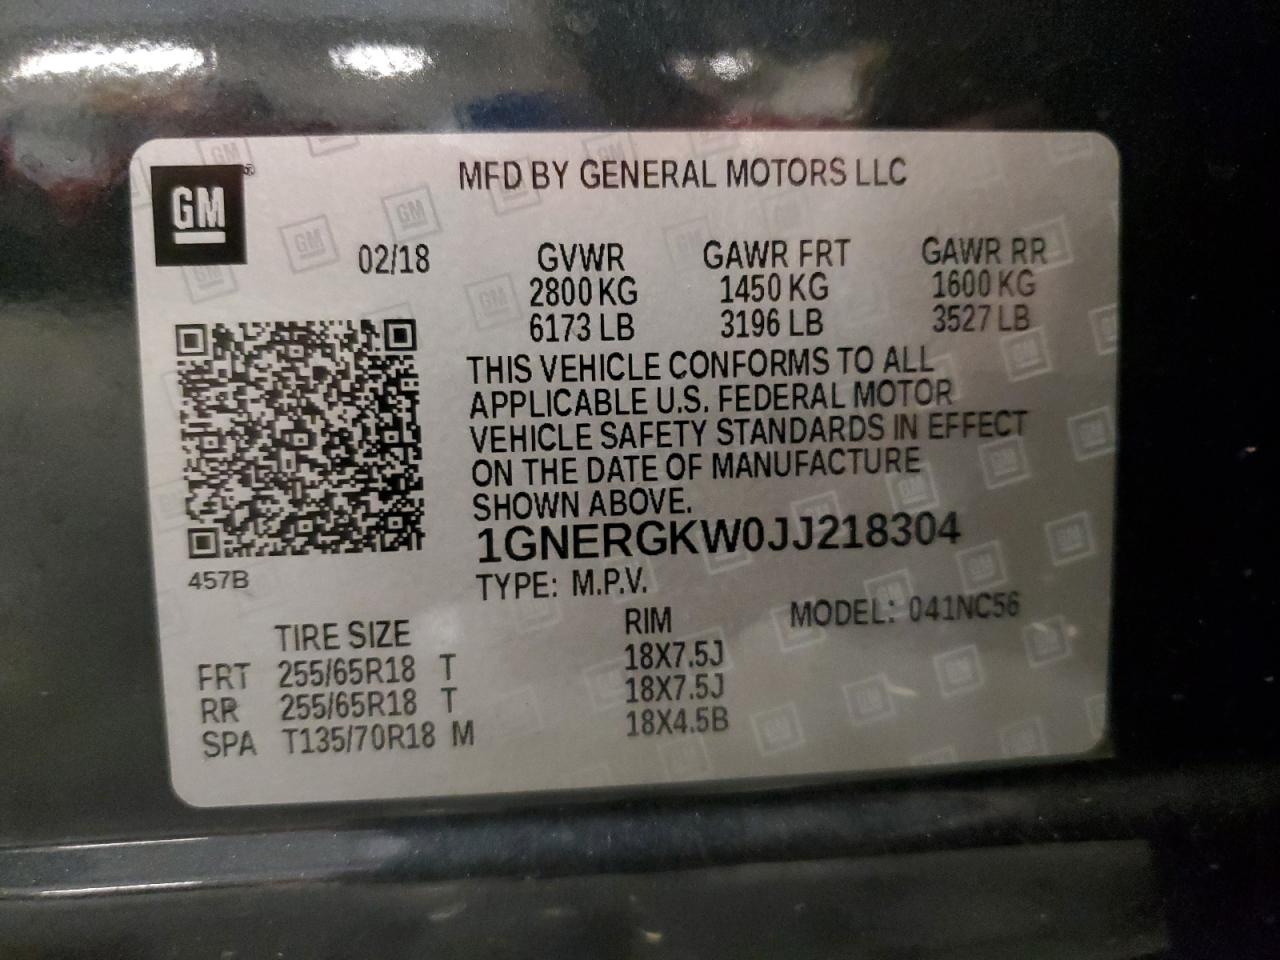 GM
MFD BY GENERAL MOTORS LLC
02/18 GVWR GAWR FRT GAWR RR
2800 KG 1450 KG 1600 KG
6173 LB 3196 LB 3527 LB
THIS VEHICLE CONFORMS TO ALL
APPLICABLE U.S. FEDERAL MOTOR
VEHICLE SAFETY STANDARDS IN EFFECT
ON THE DATE OF MANUFACTURE
SHOWN ABOVE.
1GNERGKW0JJ218304
457B
TYPE: M.P.V.
MODEL: 041NC56
TIRE SIZE RIM
FRT 255/65R18 T 18X7.5J
RR 255/65R18 T 18X7.5J
SPA T135/70R18 M 18X4.5B